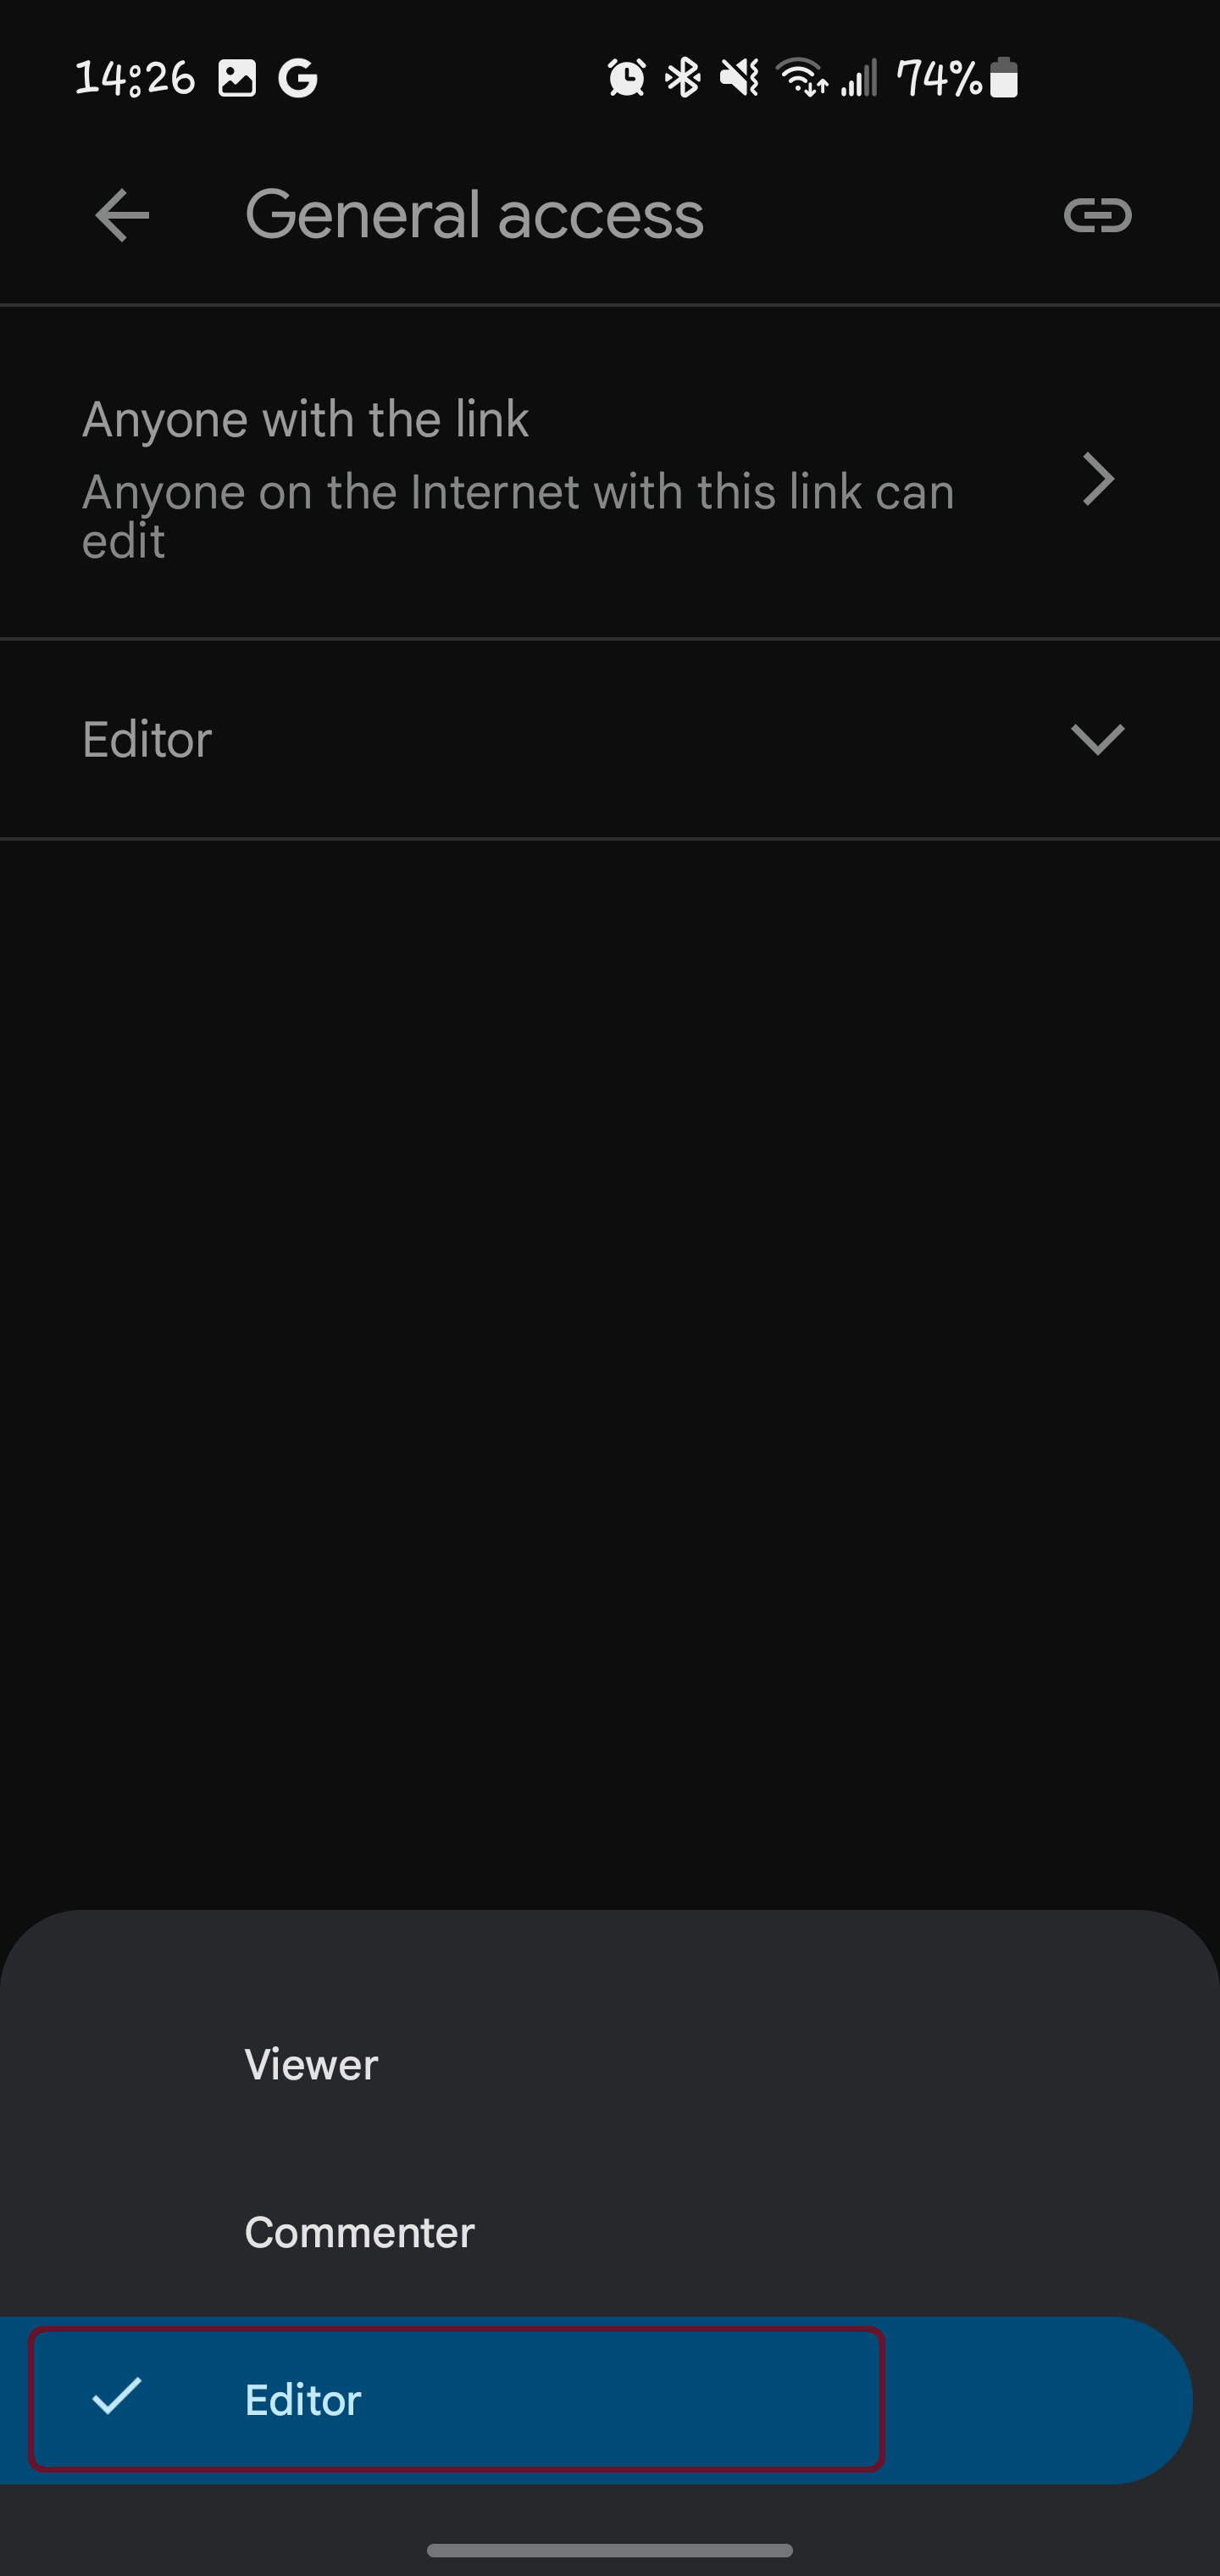 14:26 74%
General access
Anyone with the link
Anyone on the Internet with this link can
edit
Editor
Viewer
Commenter
Editor